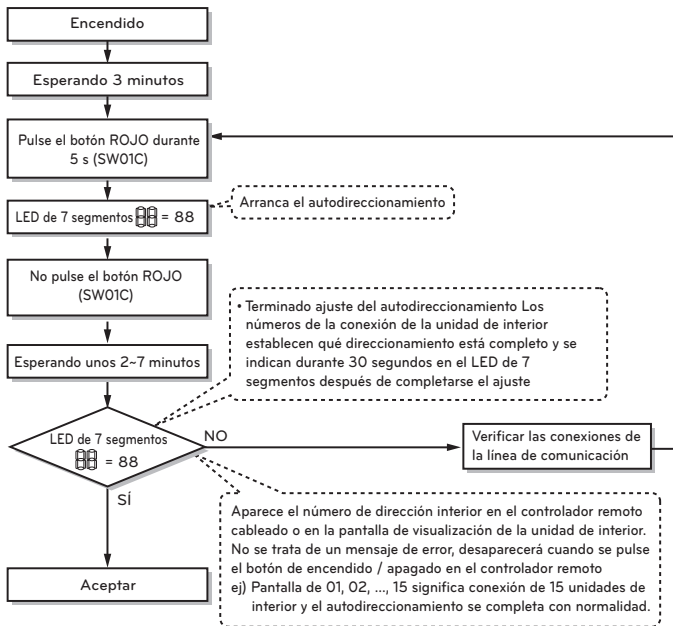 Encendido
Esperando 3 minutos
Pulse el botón ROJO durante
5 s (SW01C)
LED de 7 segmentos 88 = 88
Arranca el autodireccionamiento
No pulse el botón ROJO
(SW01C)
• Terminado ajuste del autodireccionamiento Los
números de la conexión de la unidad de interior
establecen qué direccionamiento está completo y se
indican durante 30 segundos en el LED de 7
segmentos después de completarse el ajuste
Esperando unos 2~7 minutos
LED de 7 segmentos
88 = 88
NO
SÍ
Verificar las conexiones de
la línea de comunicación
Aparece el número de dirección interior en el controlador remoto
cableado o en la pantalla de visualización de la unidad de interior.
No se trata de un mensaje de error, desaparecerá cuando se pulse
el botón de encendido / apagado en el controlador remoto
ej) Pantalla de 01, 02, ..., 15 significa conexión de 15 unidades de
interior y el autodireccionamiento se completa con normalidad.
Aceptar